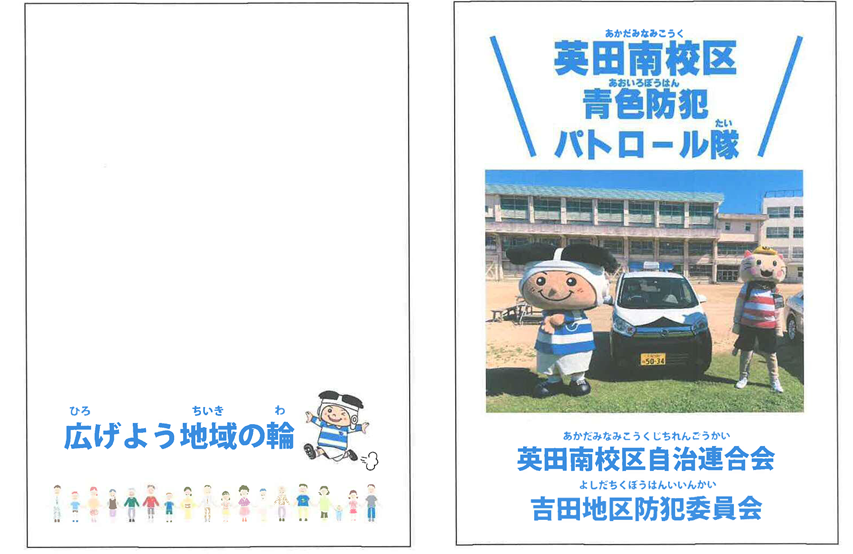 ひろ ちいき わ
広げよう地域の輪
あかだみなみこうく
英田南校区
あおいろぼうはん
青色防犯
たい
パトロール隊
50-34
あかだみなみこうくじちれんごうかい
英田南校区自治連合会
よしだちくぼうはんいいんかい
吉田地区防犯委員会